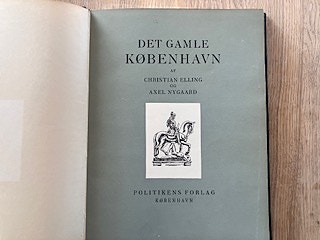 DET GAMLE
KØBENHAVN
AF
CHRISTIAN ELLING
OG
AXEL NYGAARD
POLITIKENS FORLAG
KØBENHAVN